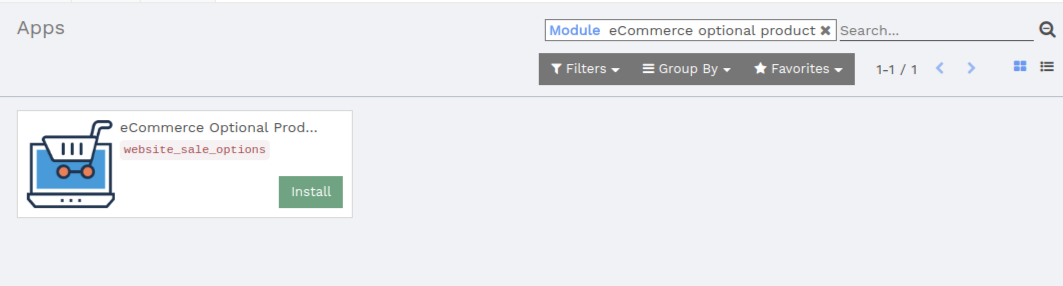 Apps
Module eCommerce optional product ✖ Search...
Filters Group By Favorites 1-1 / 1
eCommerce Optional Prod...
website_sale_options
Install